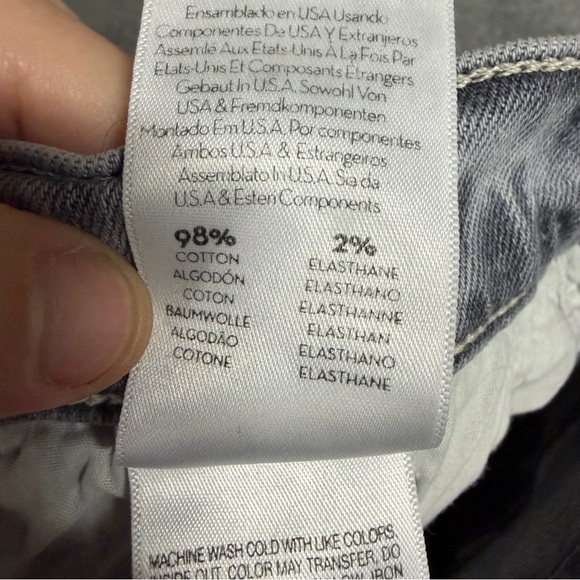 Ensamblado en USA Usando
Componentes De USA Y Extranjeros
Assemblé Aux Etats-Unis À La Fois Par
Etats-Unis Et Composants Etrangers
Gebaut In U.S.A. Sowohl Von
USA & Fremdkomponenten
Montado Em U.S.A. Por componentes
Ambos U.S.A. & Estrangeiros
Assemblato In U.S.A. Sia da
U.S.A & Esteri Components
98% 2%
COTTON ELASTHANE
ALGODÓN ELASTHANO
COTON ELASTHANNE
BAUMWOLLE ELASTHAN
ALGODÃO ELASTHANO
COTONE ELASTHANE
MACHINE WASH COLD WITH LIKE COLORS.
INSIDE OUT. COLOR MAY TRANSFER. DO
IRON